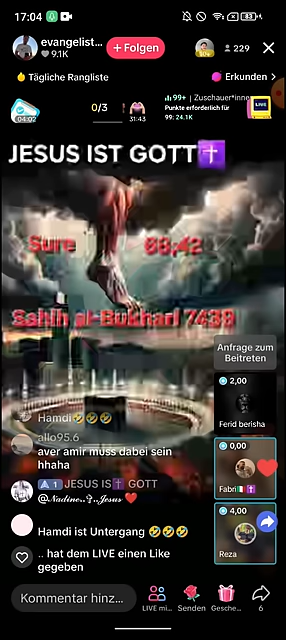 17:04
83
evangelist...
9.1K
+ Folgen
229
Tägliche Rangliste
Erkunden >
04:02
0/3
31:43
99+ | Zuschauer*inne
Punkte erforderlich für
99: 24.1K
LIVE
JESUS IST GOTT✝️
Sure 68:42
Sahih al-Bukhari 7439
Anfrage zum
Beitreten
2,00
Ferid berisha
Hamdi🤣🤣🤣
0,00
Fabri🇮🇹 ✝️
allo95.6
aver amir muss dabei sein
hhaha
1 JESUS IS✝️ GOTT
@𝓝𝓪𝓭𝓲𝓷𝓮..✞..𝓙𝓮𝓼𝓾𝓼 ❤️
4,00
Reza
Hamdi ist Untergang 🤣🤣🤣
.. hat dem LIVE einen Like
gegeben
Kommentar hinz...
LIVE mi...
Senden
Gesche...
6